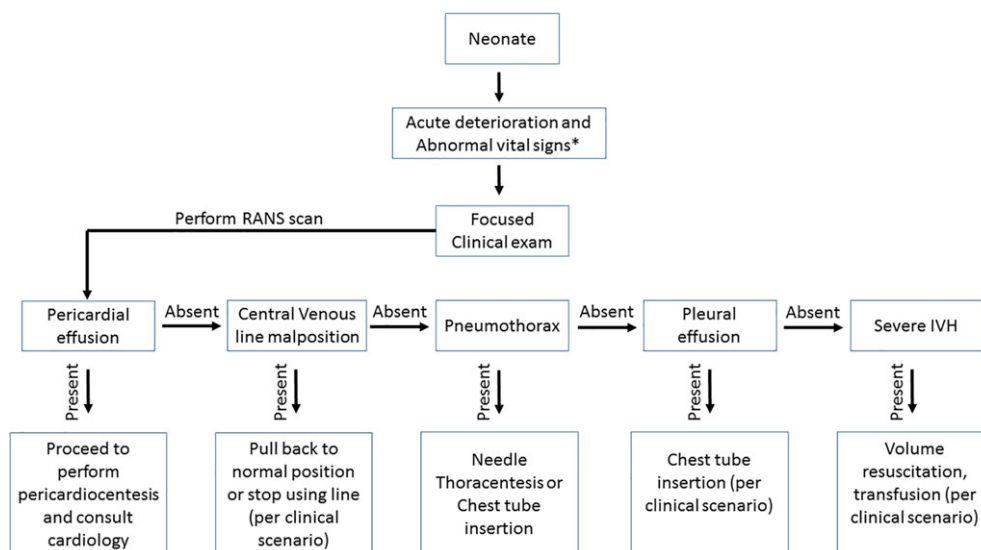 Neonate
Acute deterioration and
Abnormal vital signs*
Perform RANS scan
Focused
Clinical exam
Pericardial
effusion
Absent
Central Venous
line malposition
Absent
Pneumothorax
Absent
Pleural
effusion
Absent
Severe IVH
Present
Present
Present
Present
Present
Proceed to
perform
pericardiocentesis
and consult
cardiology
Pull back to
normal position
or stop using line
(per clinical
scenario)
Needle
Thoracentesis or
Chest tube
insertion
Chest tube
insertion (per
clinical scenario)
Volume
resuscitation,
transfusion (per
clinical scenario)